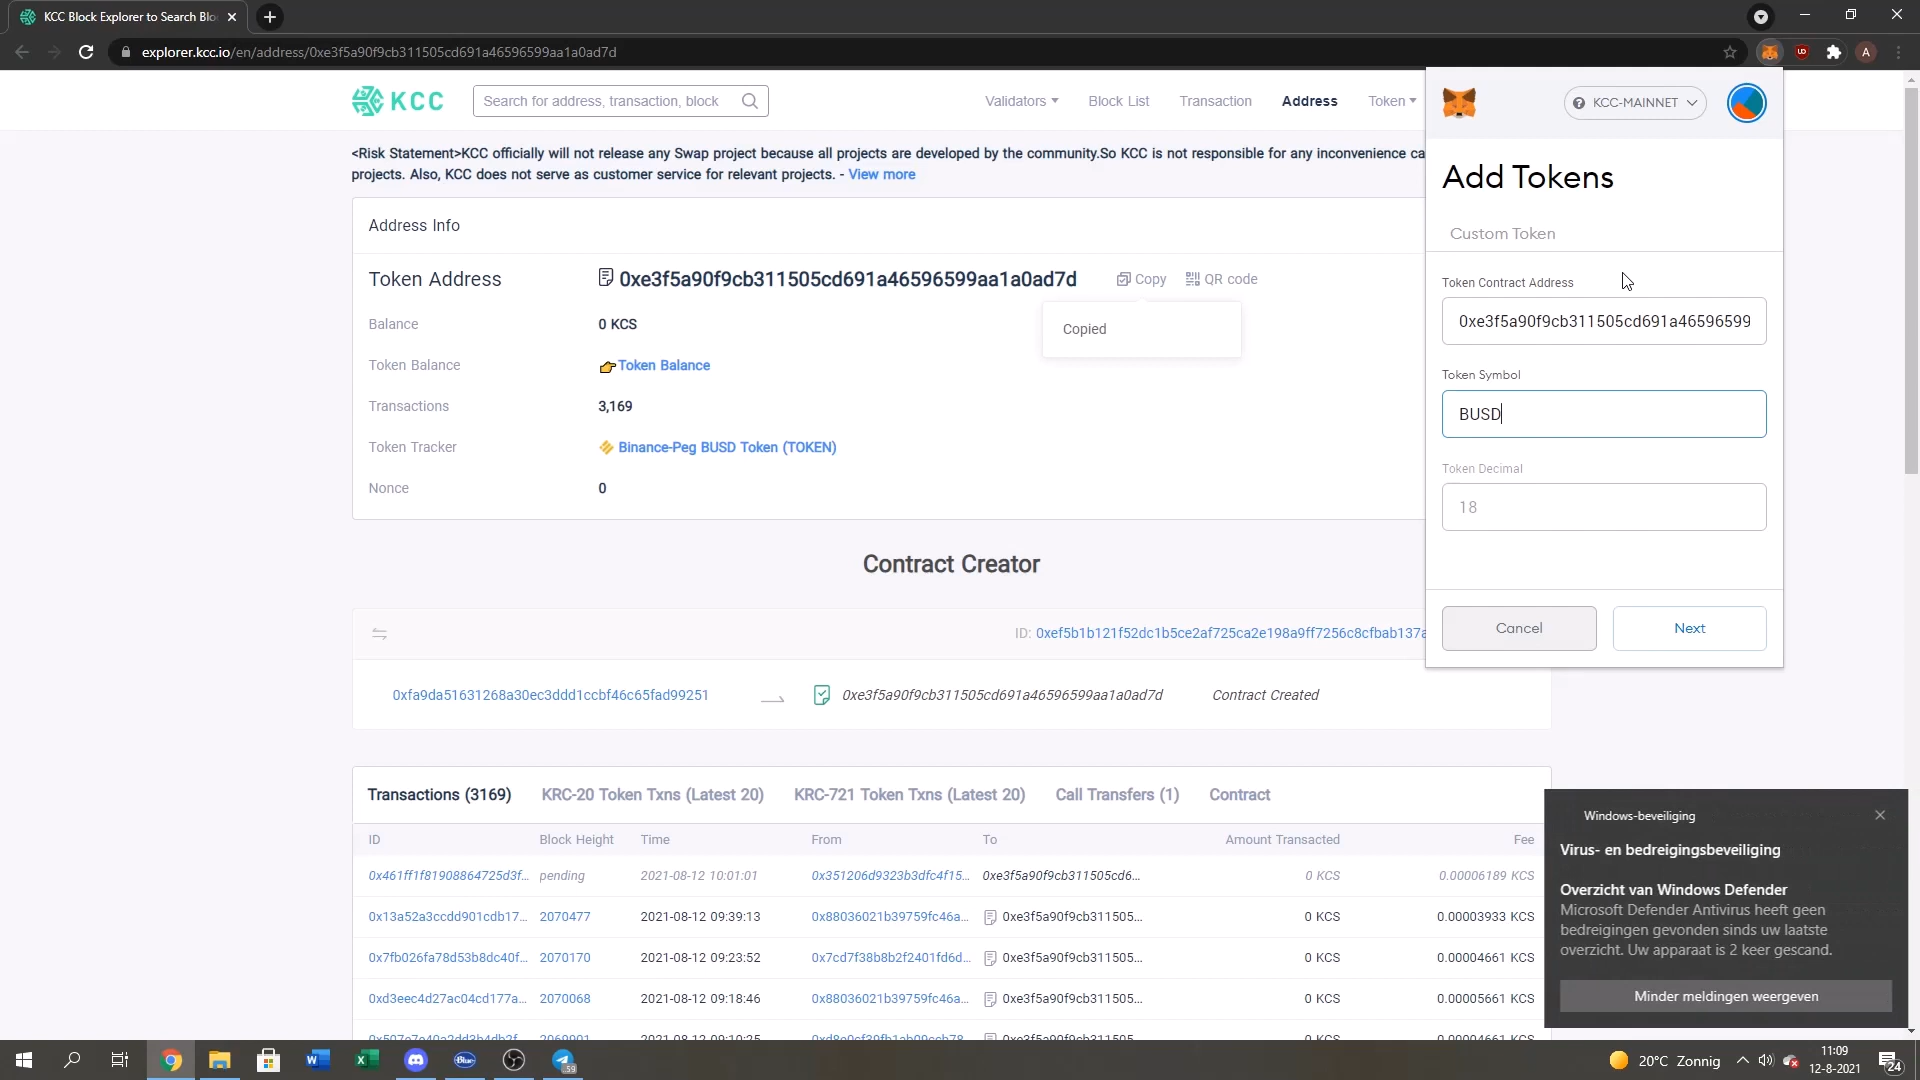 KCC Block Explorer to Search Blo
explorer.kcc.io/en/address/0xe3f5a90f9cb311505cd691a46596599aa1a0ad7d
A
KCC
Search for address, transaction, block
Validators
Block List
Transaction
Address
Token
<Risk Statement>KCC officially will not release any Swap project because all projects are developed by the community.So KCC is not responsible for any inconvenience ca
projects. Also, KCC does not serve as customer service for relevant projects. - View more
Address Info
Token Address 0xe3f5a90f9cb311505cd691a46596599aa1a0ad7d Copy QR code
Copied
Balance 0 KCS
Token Balance Token Balance
Transactions 3,169
Token Tracker Binance-Peg BUSD Token (TOKEN)
Nonce 0
Contract Creator
ID: 0xef5b1b121f52dc1b5ce2af725ca2e198a9ff7256c8cfbab137a
0xfa9da51631268a30ec3ddd1ccbf46c65fad99251 0xe3f5a90f9cb311505cd691a46596599aa1a0ad7d Contract Created
Transactions (3169) KRC-20 Token Txns (Latest 20) KRC-721 Token Txns (Latest 20) Call Transfers (1) Contract
ID Block Height Time From To Amount Transacted Fee
0x461ff1f81908864725d3f... pending 2021-08-12 10:01:01 0x351206d9323b3dfc4f15... 0xe3f5a90f9cb311505cd6... 0 KCS 0.00006189 KCS
0x13a52a3ccdd901cdb17... 2070477 2021-08-12 09:39:13 0x88036021b39759fc46a... 0xe3f5a90f9cb311505... 0 KCS 0.00003933 KCS
0x7fb026fa78d53b8dc40f... 2070170 2021-08-12 09:23:52 0x7cd7f38b8b2f2401fd6d... 0xe3f5a90f9cb311505... 0 KCS 0.00004661 KCS
0xd3eec4d27ac04cd177a... 2070068 2021-08-12 09:18:46 0x88036021b39759fc46a... 0xe3f5a90f9cb311505... 0 KCS 0.00005661 KCS
KCC-MAINNET
Add Tokens
Custom Token
Token Contract Address
0xe3f5a90f9cb311505cd691a46596599
Token Symbol
BUSD
Token Decimal
18
Cancel
Next
Windows-beveiliging
Virus- en bedreigingsbeveiliging
Overzicht van Windows Defender
Microsoft Defender Antivirus heeft geen
bedreigingen gevonden sinds uw laatste
overzicht. Uw apparaat is 2 keer gescand.
Minder meldingen weergeven
Blue
59
20°C Zonnig
11:09
12-8-2021
24